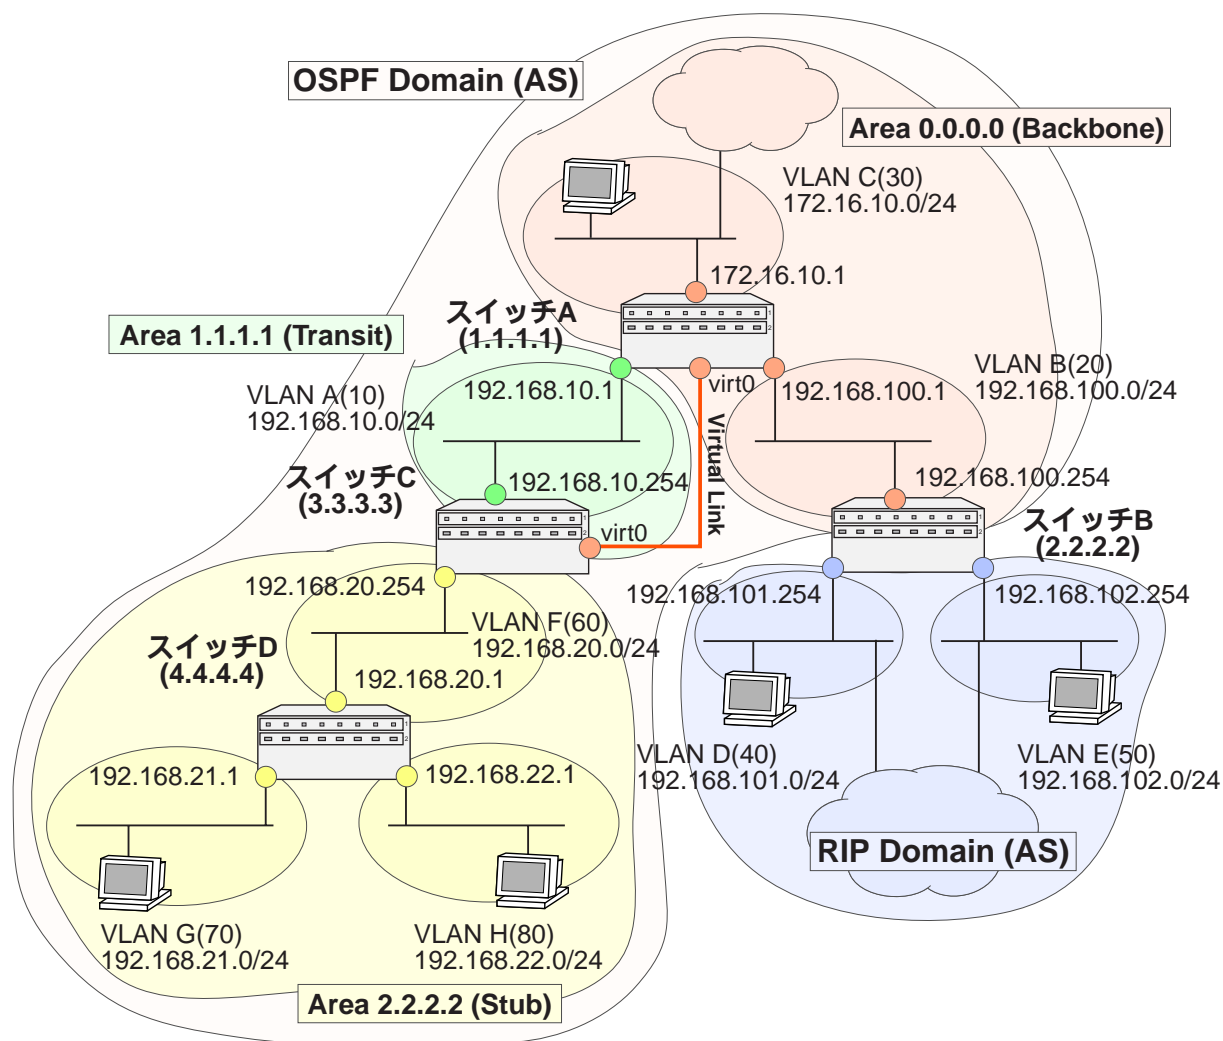 OSPF Domain (AS)
Area 0.0.0.0 (Backbone)
VLAN C(30)
172.16.10.0/24
172.16.10.1
スイッチA
(1.1.1.1)
Area 1.1.1.1 (Transit)
1
2
VLAN A(10)
192.168.10.0/24
192.168.10.1
virt0
192.168.100.1
VLAN B(20)
192.168.100.0/24
Virtual Link
スイッチC
(3.3.3.3)
192.168.10.254
192.168.100.254
1
2
virt0
1
2
スイッチB
(2.2.2.2)
192.168.20.254
192.168.101.254
192.168.102.254
VLAN F(60)
192.168.20.0/24
スイッチD
(4.4.4.4)
192.168.20.1
1
2
192.168.21.1
192.168.22.1
VLAN D(40)
192.168.101.0/24
VLAN E(50)
192.168.102.0/24
RIP Domain (AS)
VLAN G(70)
192.168.21.0/24
VLAN H(80)
192.168.22.0/24
Area 2.2.2.2 (Stub)